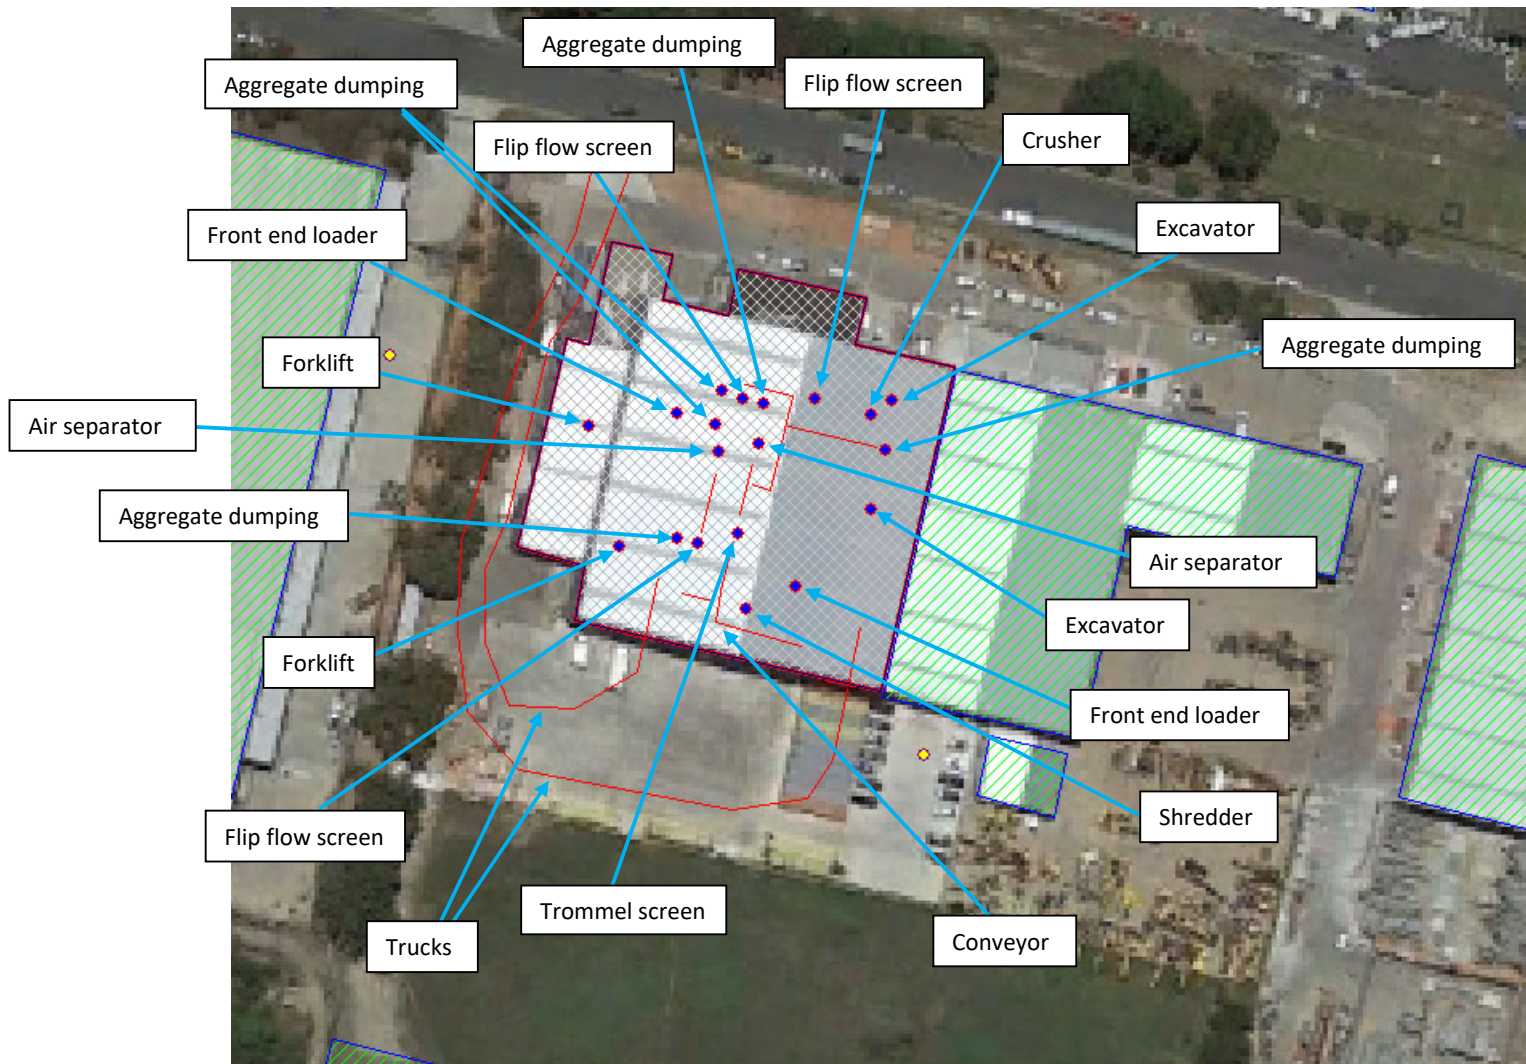 Aggregate dumping
Aggregate dumping
Flip flow screen
Flip flow screen
Crusher
Front end loader
Excavator
Forklift
Aggregate dumping
Air separator
Aggregate dumping
Air separator
Forklift
Excavator
Front end loader
Flip flow screen
Shredder
Trommel screen
Trucks
Conveyor